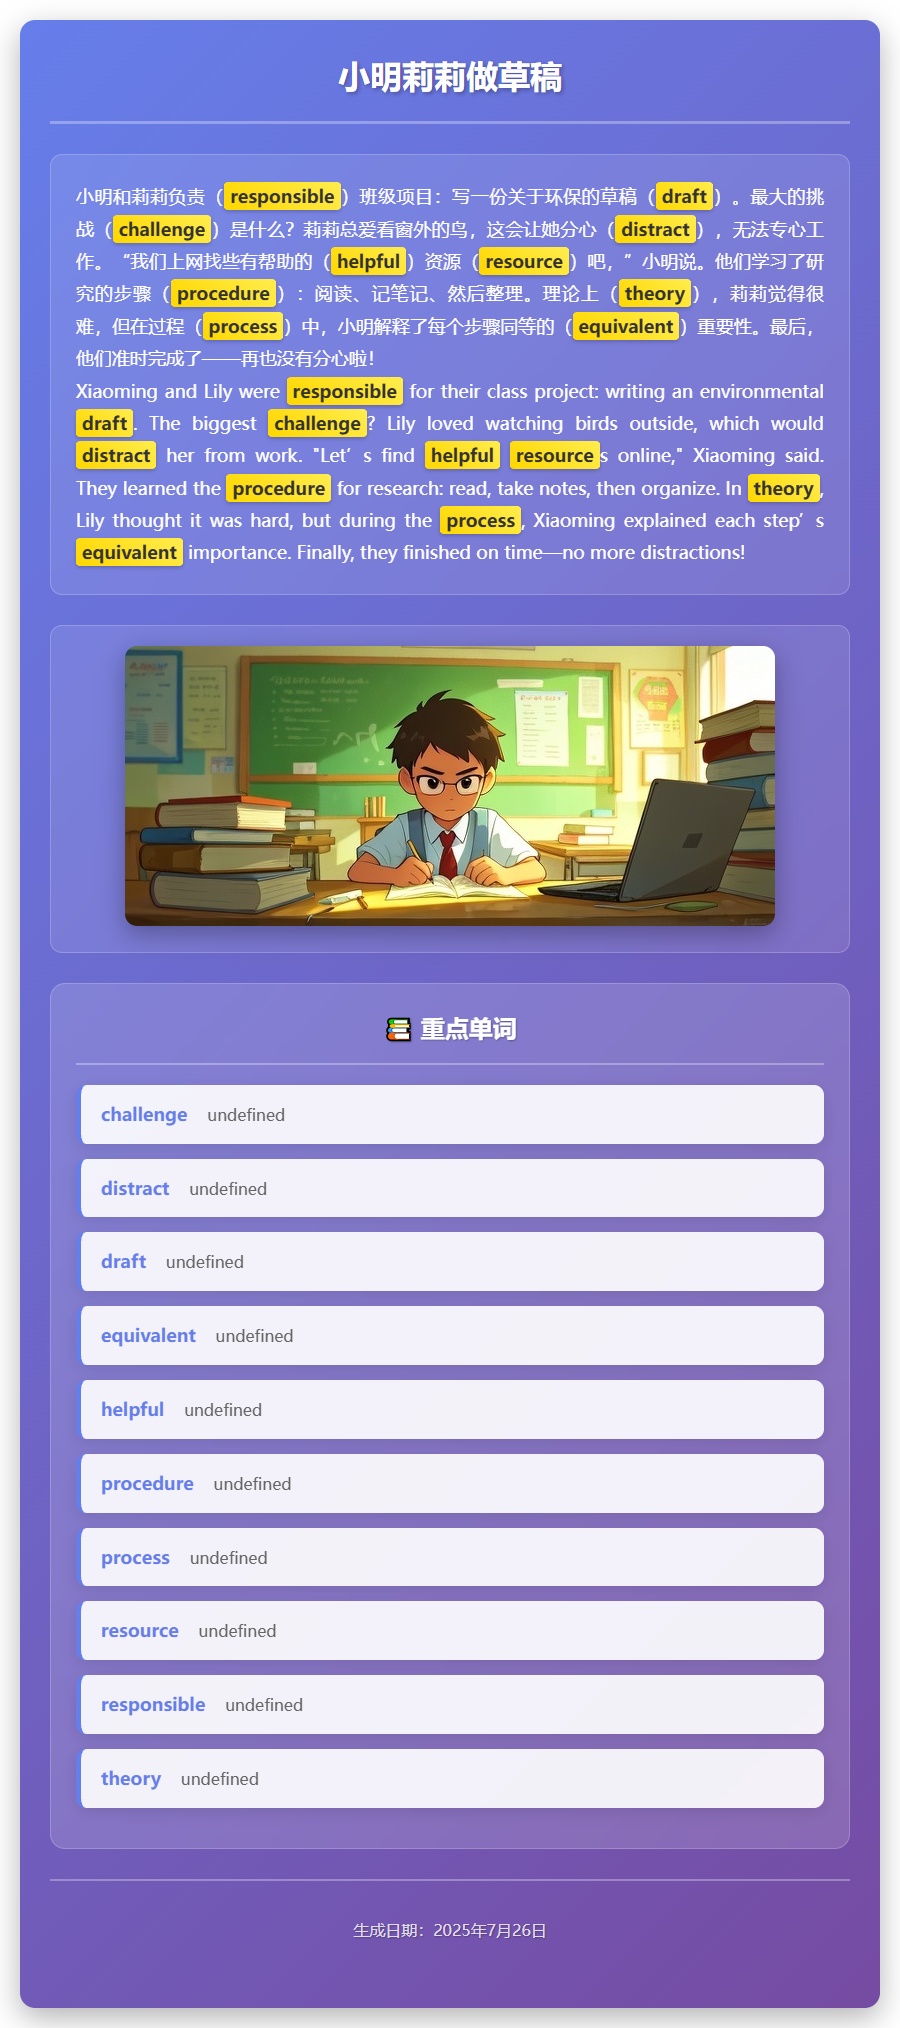 小明莉莉做草稿
小明和莉莉负责（responsible）班级项目：写一份关于环保的草稿（draft）。最大的挑
战（challenge）是什么？莉莉总爱看窗外的鸟，这会让她分心（distract），无法专心工
作。“我们上网找些有帮助的（helpful）资源（resource）吧，”小明说。他们学习了研
究的步骤（procedure）：阅读、记笔记、然后整理。理论上（theory），莉莉觉得很
难，但在过程（process）中，小明解释了每个步骤同等的（equivalent）重要性。最后，
他们准时完成了——再也没有分心啦！
Xiaoming and Lily were responsible for their class project: writing an environmental
draft. The biggest challenge? Lily loved watching birds outside, which would
distract her from work. "Let’s find helpful resources online," Xiaoming said.
They learned the procedure for research: read, take notes, then organize. In theory,
Lily thought it was hard, but during the process, Xiaoming explained each step’s
equivalent importance. Finally, they finished on time—no more distractions!
重点单词
challenge undefined
distract undefined
draft undefined
equivalent undefined
helpful undefined
procedure undefined
process undefined
resource undefined
responsible undefined
theory undefined
生成日期：2025年7月26日